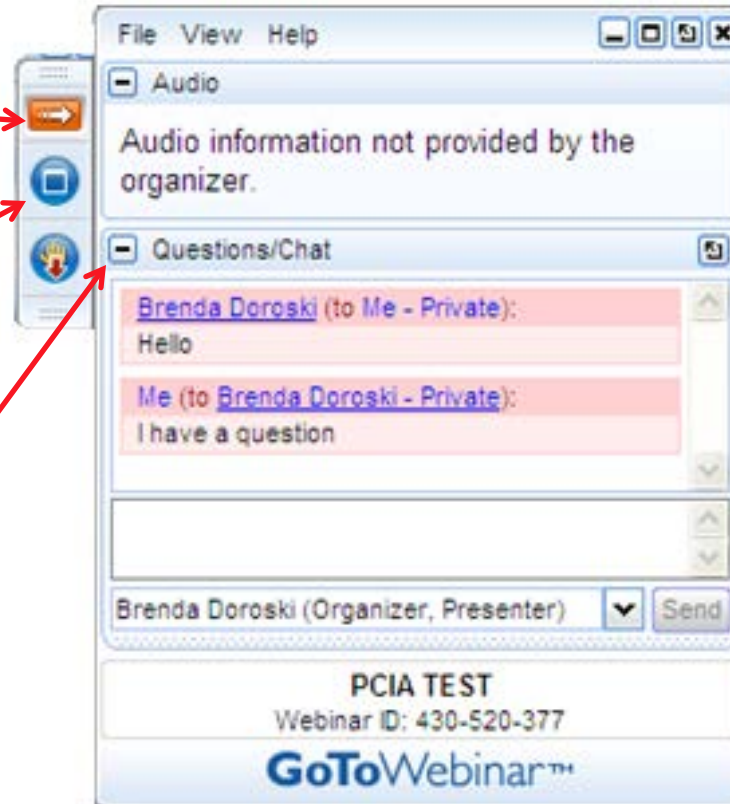 File View Help
Audio
Audio information not provided by the
organizer.
Questions/Chat
Brenda Doroski (to Me - Private):
Hello
Me (to Brenda Doroski - Private):
I have a question
Brenda Doroski (Organizer, Presenter)
Send
PCIA TEST
Webinar ID: 430-520-377
GoToWebinar™